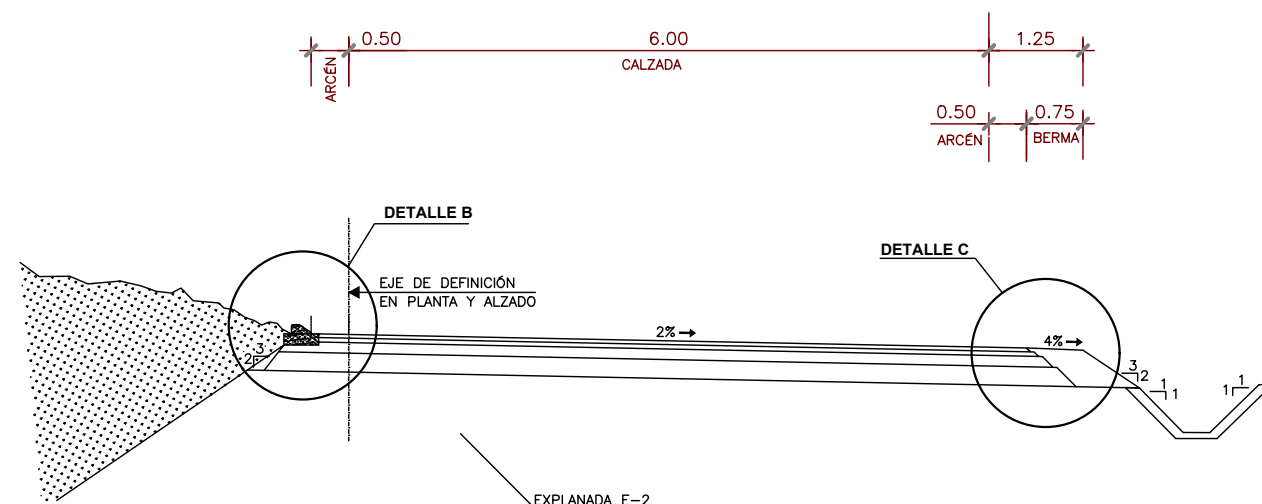 0.50 6.00 1.25
ARCÉN
CALZADA
0.50 0.75
ARCÉN BERMA
DETALLE B
DETALLE C
EJE DE DEFINICIÓN
EN PLANTA Y ALZADO
2%
4%
3
2
3
2
1
1
1
1
EXPLANADA E-2